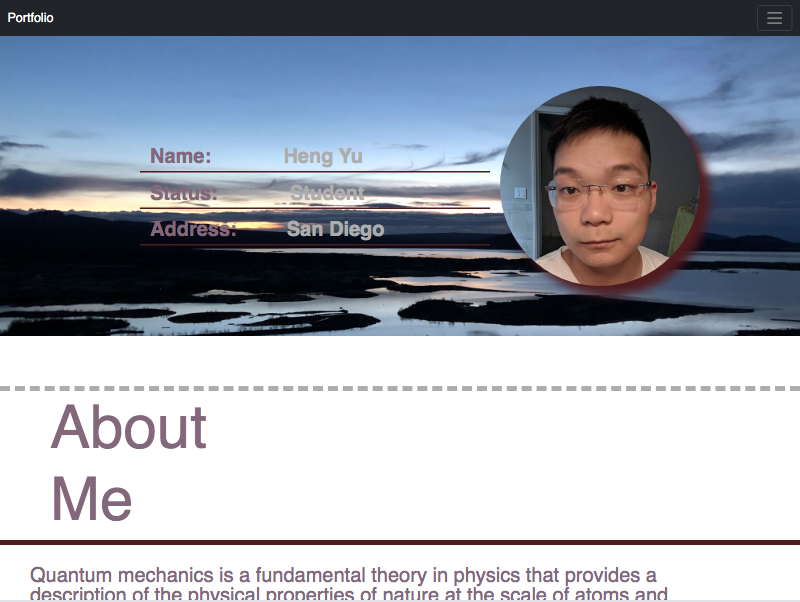 Portfolio
Name: Heng Yu
Status: Student
Address: San Diego
About
Me
Quantum mechanics is a fundamental theory in physics that provides a
description of the physical properties of nature at the scale of atoms and